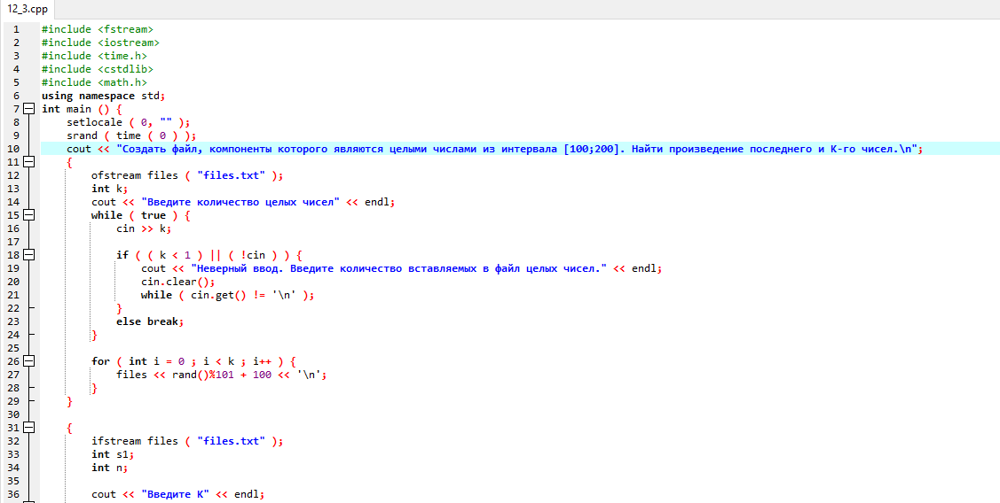 12_3.cpp
1 #include <fstream>
2 #include <iostream>
3 #include <time.h>
4 #include <cstdlib>
5 #include <math.h>
6 using namespace std;
7 int main () {
8 setlocale ( 0, "" );
9 srand ( time ( 0 ) );
10 cout << "Создать файл, компоненты которого являются целыми числами из интервала [100;200]. Найти произведение последнего и К-го чисел.\n";
11 {
12 ofstream files ( "files.txt" );
13 int k;
14 cout << "Введите количество целых чисел" << endl;
15 while ( true ) {
16 cin >> k;
17
18 if ( ( k < 1 ) || ( !cin ) ) {
19 cout << "Неверный ввод. Введите количество вставляемых в файл целых чисел." << endl;
20 cin.clear();
21 while ( cin.get() != '\n' );
22 }
23 else break;
24 }
25
26 for ( int i = 0 ; i < k ; i++ ) {
27 files << rand()%101 + 100 << '\n';
28 }
29 }
30
31 {
32 ifstream files ( "files.txt" );
33 int s1;
34 int n;
35
36 cout << "Введите К" << endl;